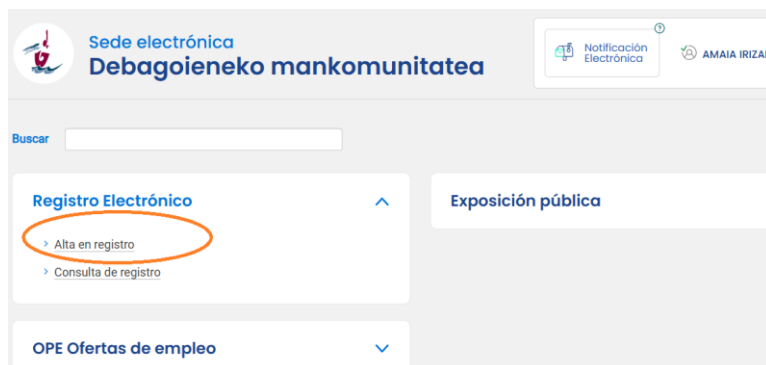 Sede electrónica
Debagoieneko mankomunitatea
Notificación
Electrónica
AMAIA
Buscar
Registro Electrónico
Alta en registro
Consulta de registro
Exposición pública
OPE Ofertas de empleo